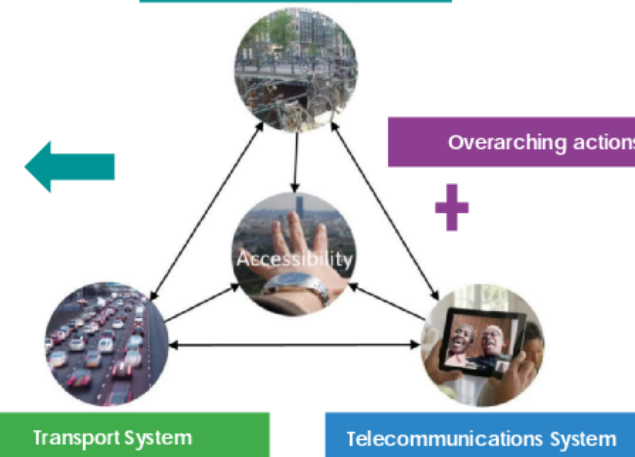 Overarching actions
Accessibility
Transport System
Telecommunications System